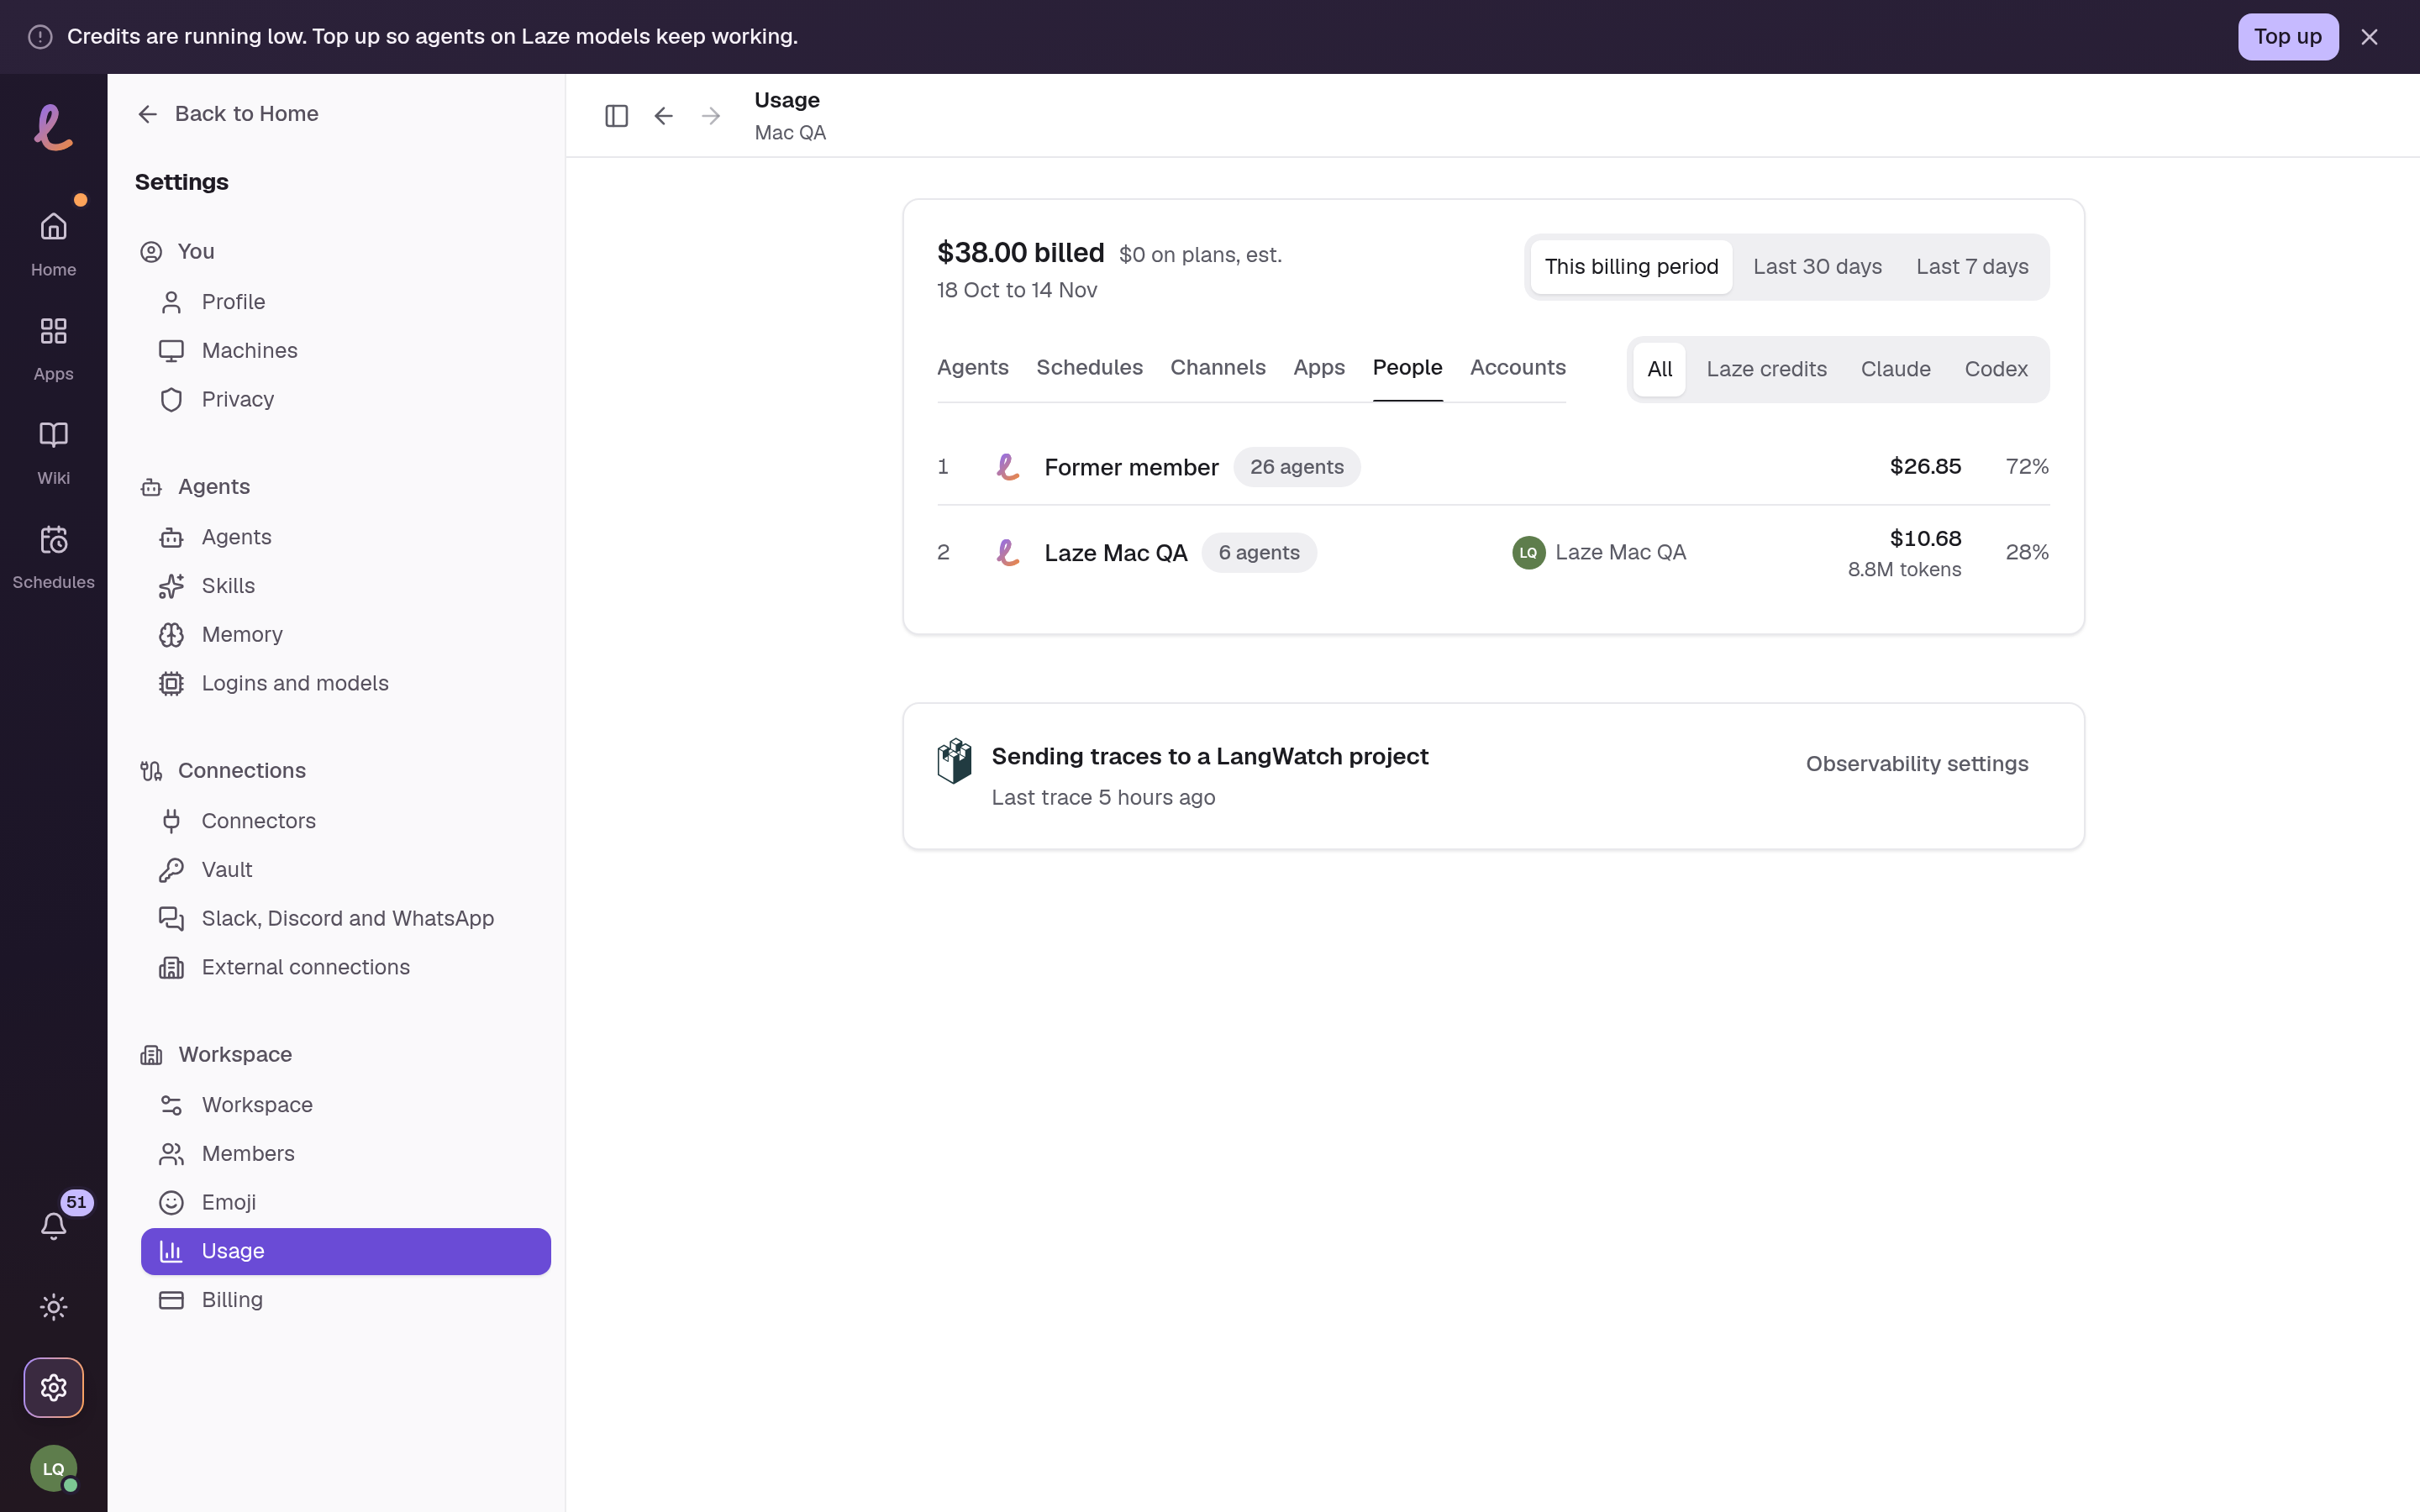 Credits are running low. Top up so agents on Laze models keep working.
Top up
Home
Apps
Wiki
Schedules
51
LQ
Back to Home
Settings
You
Profile
Machines
Privacy
Agents
Agents
Skills
Memory
Logins and models
Connections
Connectors
Vault
Slack, Discord and WhatsApp
External connections
Workspace
Workspace
Members
Emoji
Usage
Billing
Usage
Mac QA
$38.00 billed $0 on plans, est.
18 Oct to 14 Nov
This billing period Last 30 days Last 7 days
Agents Schedules Channels Apps People Accounts
All Laze credits Claude Codex
1 Former member 26 agents $26.85 72%
2 Laze Mac QA 6 agents LQ Laze Mac QA $10.68 28%
8.8M tokens
Sending traces to a LangWatch project
Last trace 5 hours ago
Observability settings